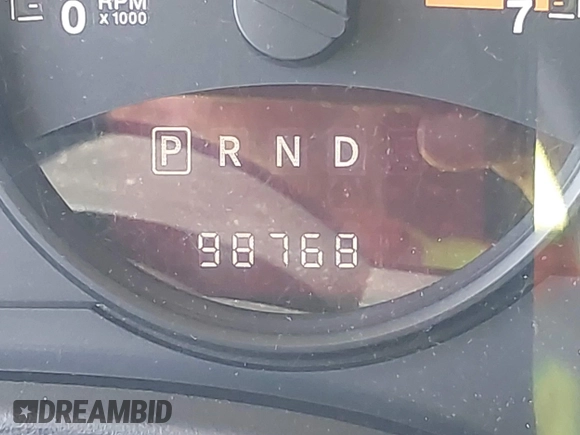 RPM
0 x 1000 7
P R N D
98768
DREAMBID